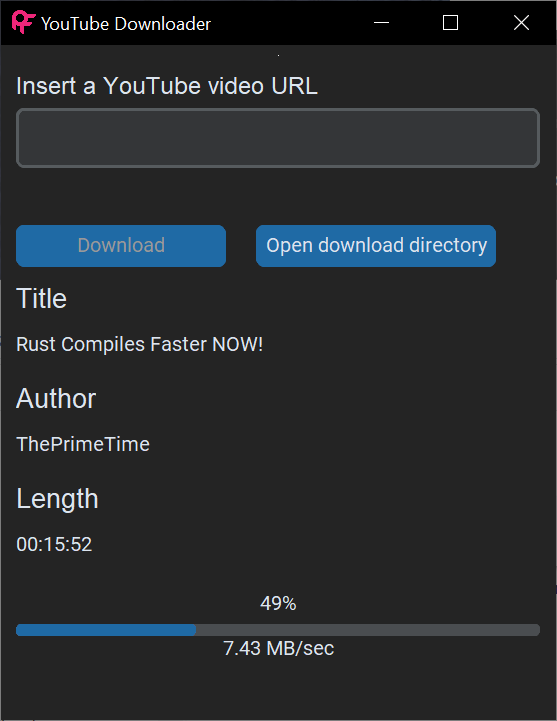 YouTube Downloader
Insert a YouTube video URL
Download
Open download directory
Title
Rust Compiles Faster NOW!
Author
ThePrimeTime
Length
00:15:52
49%
7.43 MB/sec